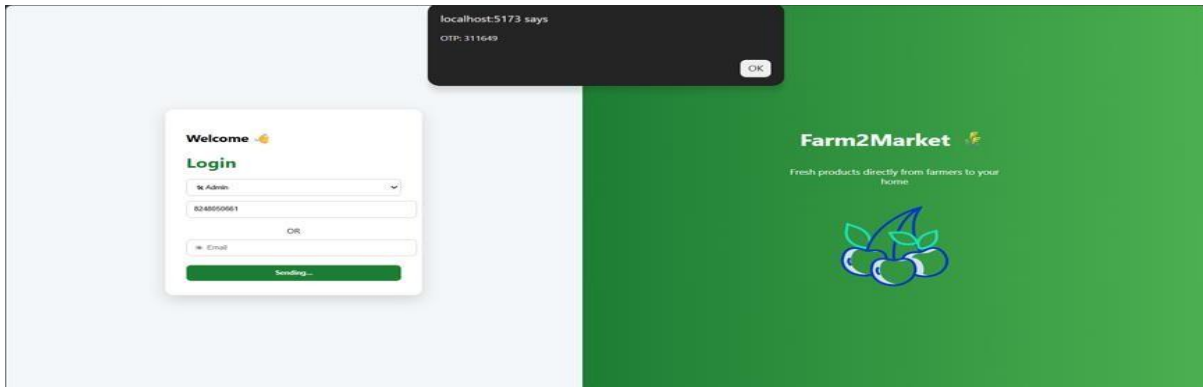 localhost:5173 says
OTP: 311649
OK
Welcome
Login
Admin
8248050661
OR
Email
Sending...
Farm2Market
Fresh products directly from farmers to your
home